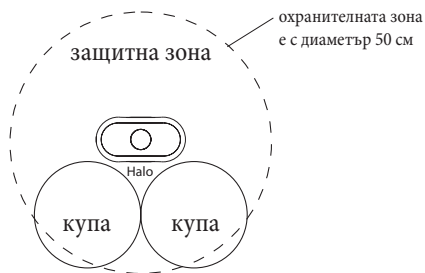 охранителната зона
е с диаметър 50 см
защитна зона
Halo
купа
купа